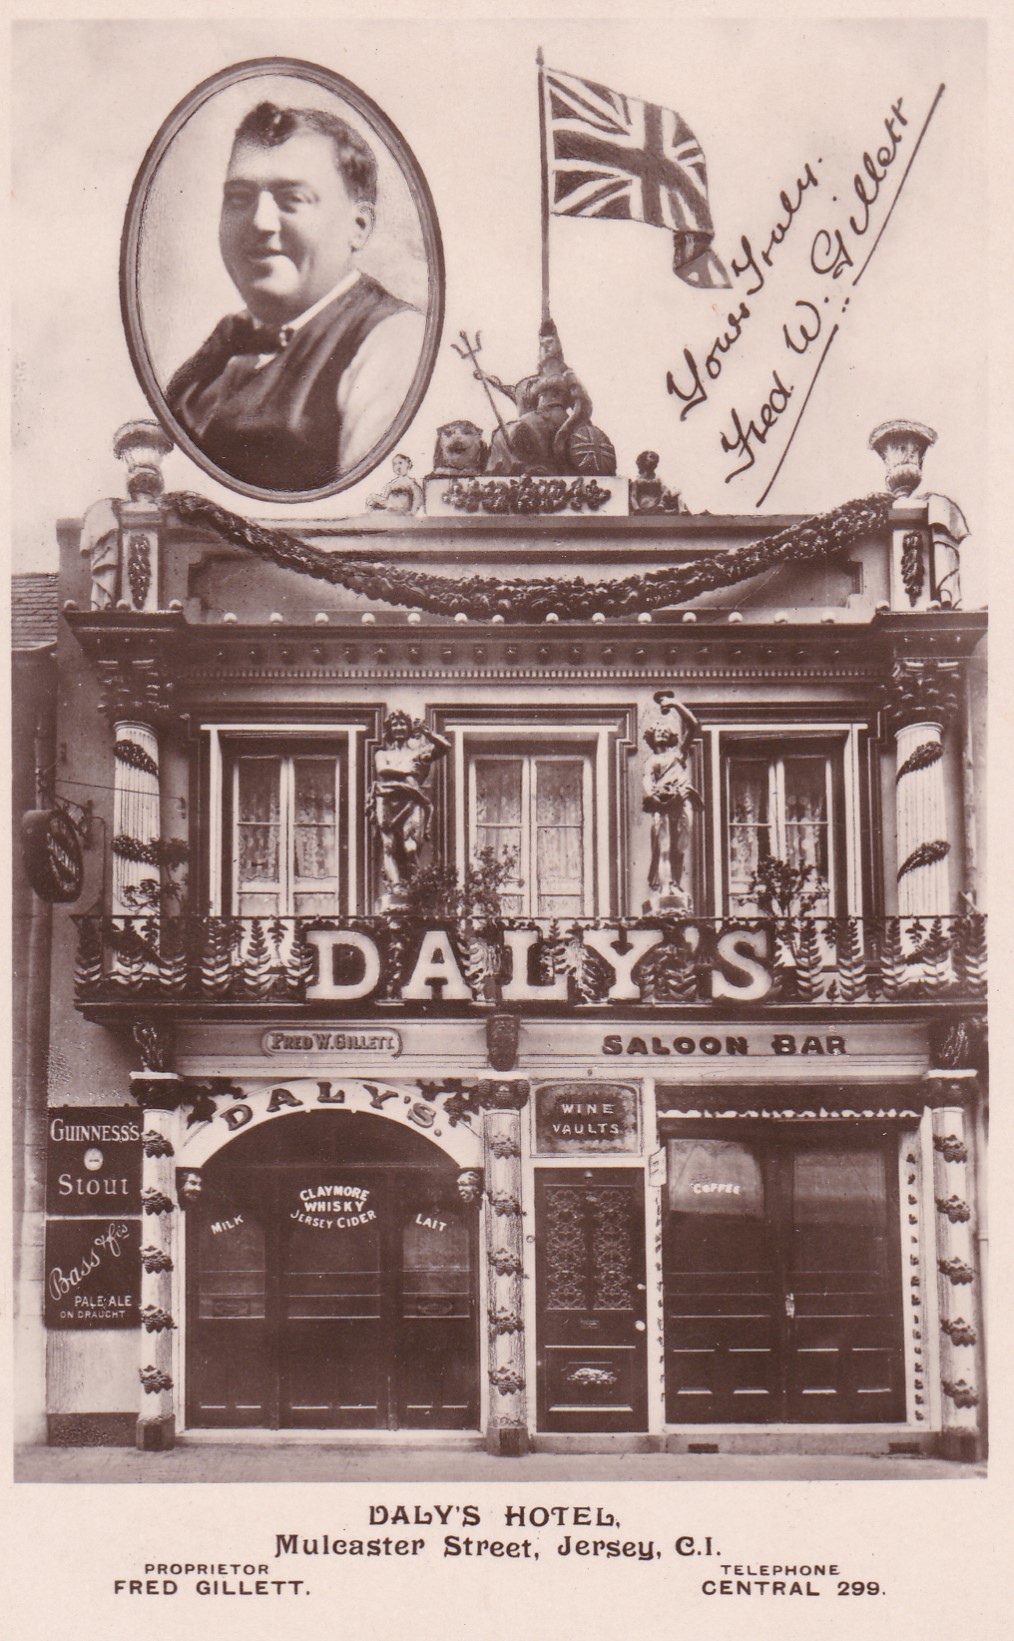 Yours Truly.
Fred. W. Gillett
DALY'S
FRED W. GILLETT
SALOON BAR
DALY'S.
WINE
VAULTS.
GUINNESS'S
Stout
CLAYMORE
WHISKY
JERSEY CIDER
MILK
LAIT
COFFEE
Bass & Co's
PALE ALE
ON DRAUGHT
DALY'S HOTEL,
Mulcaster Street, Jersey, C.I.
PROPRIETOR
FRED GILLETT.
TELEPHONE
CENTRAL 299.